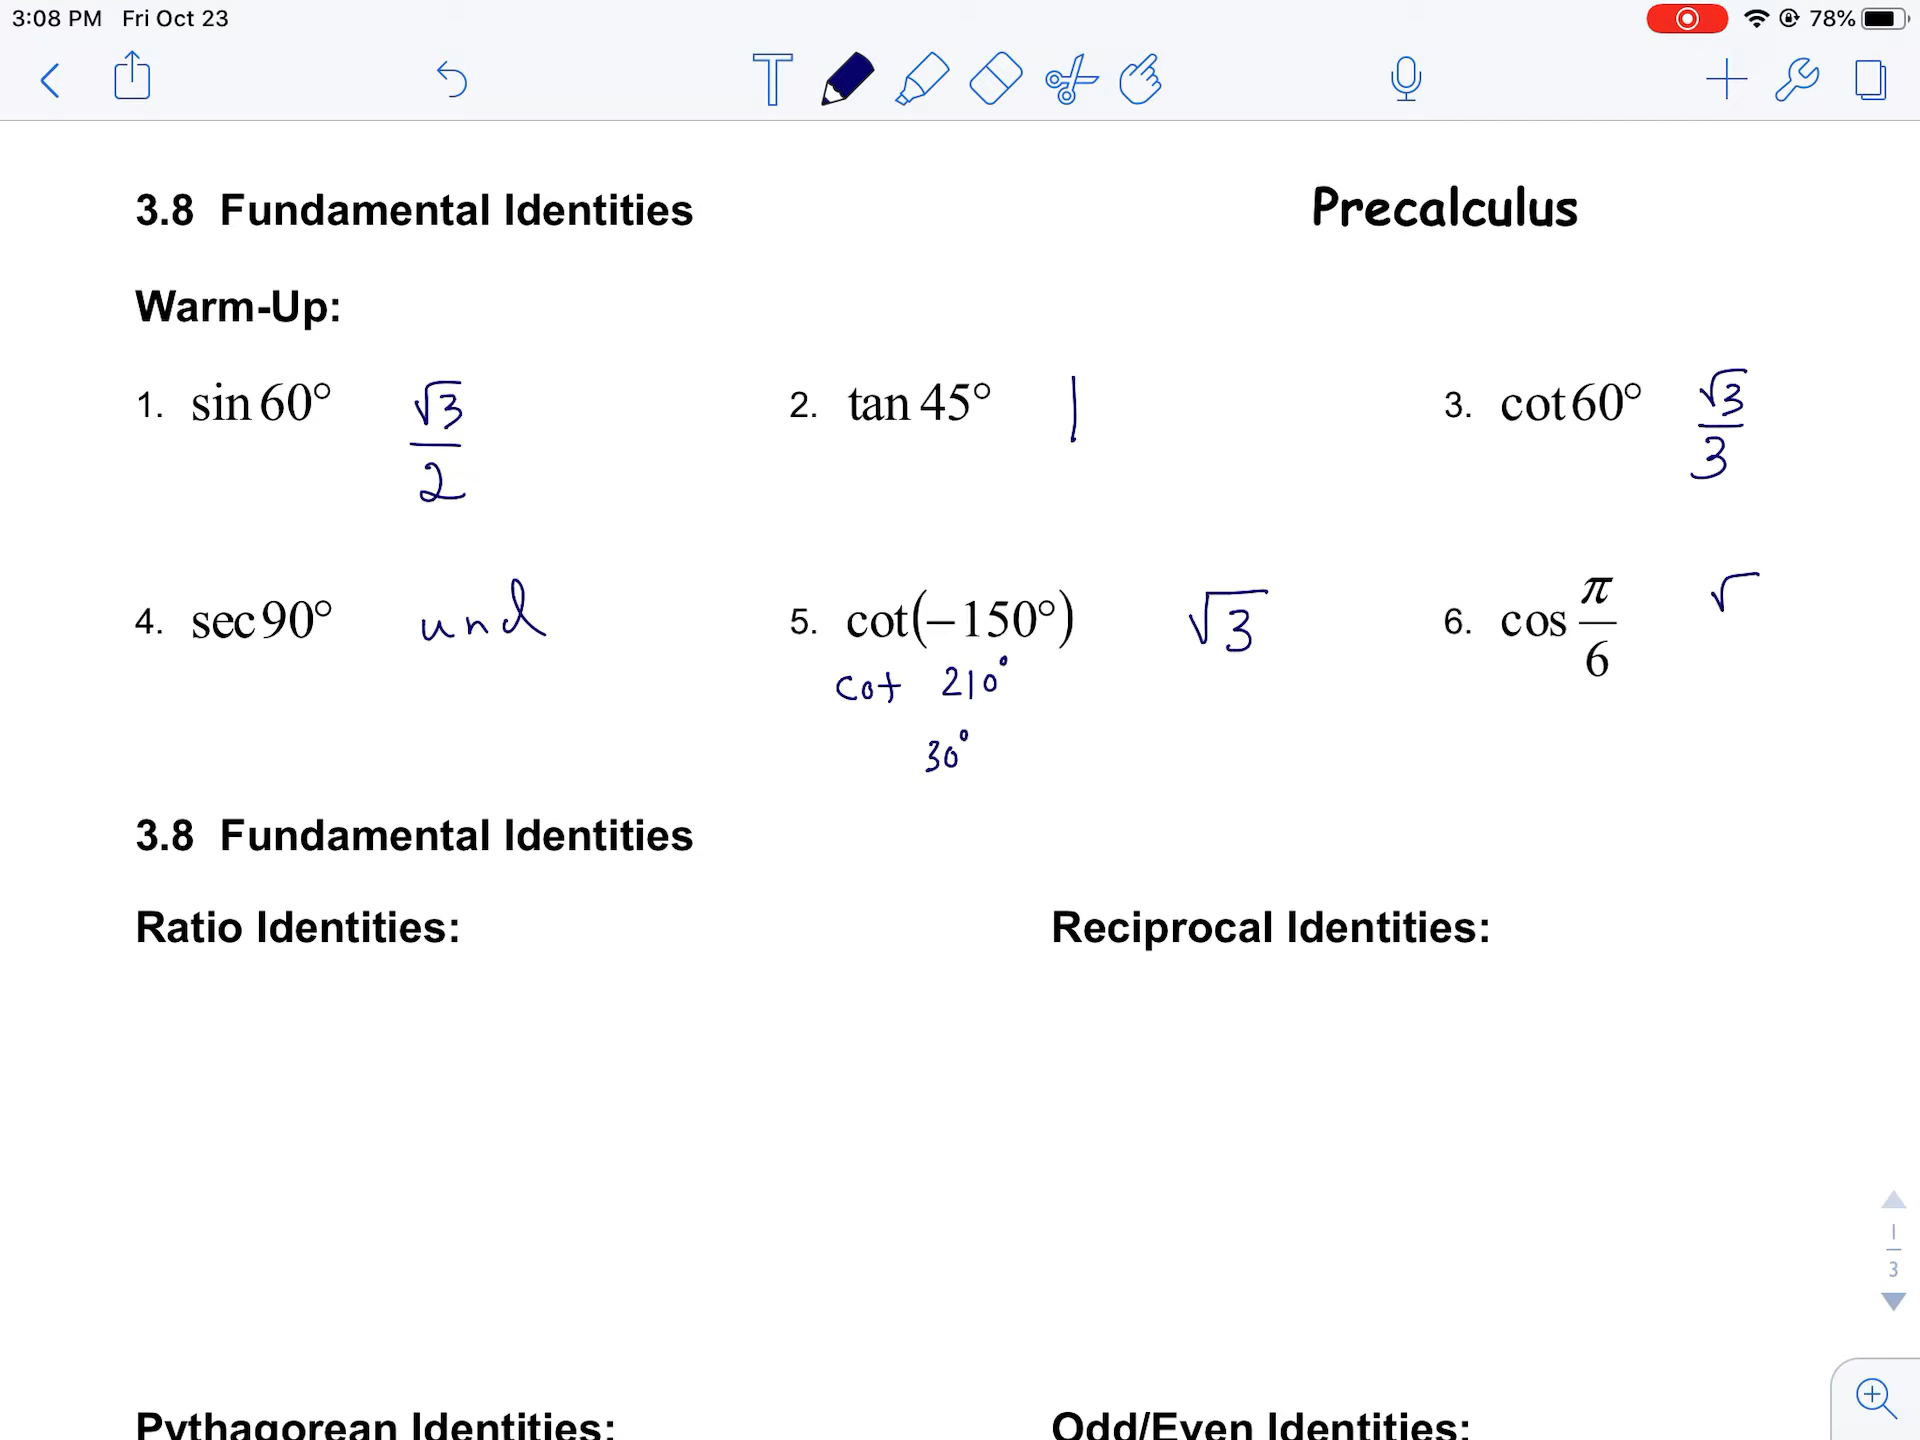 3:08 PM Fri Oct 23 78%
3.8 Fundamental Identities Precalculus
Warm-Up:
1. sin 60° √3/2 2. tan 45° 1 3. cot 60° √3/3
4. sec 90° und 5. cot(−150°) √3 6. cos π/6 √
cot 210°
30°
3.8 Fundamental Identities
Ratio Identities: Reciprocal Identities:
1/3
Pythagorean Identities: Odd/Even Identities: